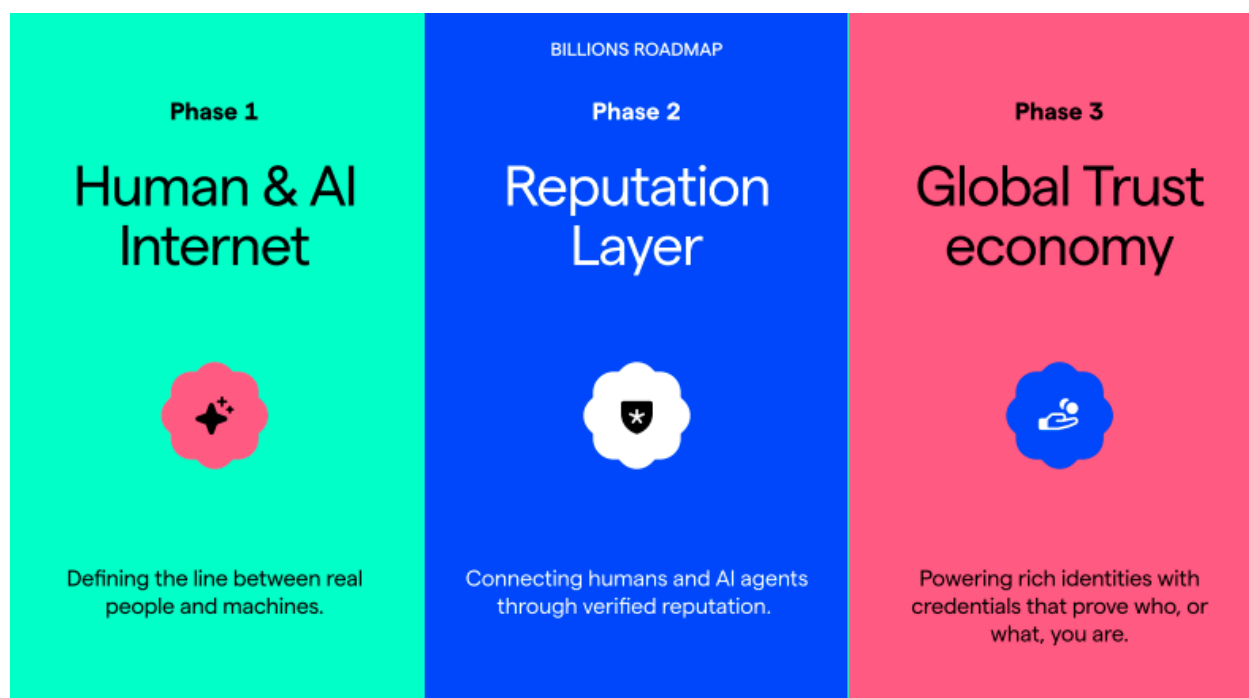 BILLIONS ROADMAP
Phase 1
Human & AI
Internet
Defining the line between real
people and machines.
Phase 2
Reputation
Layer
Connecting humans and AI agents
through verified reputation.
Phase 3
Global Trust
economy
Powering rich identities with
credentials that prove who, or
what, you are.